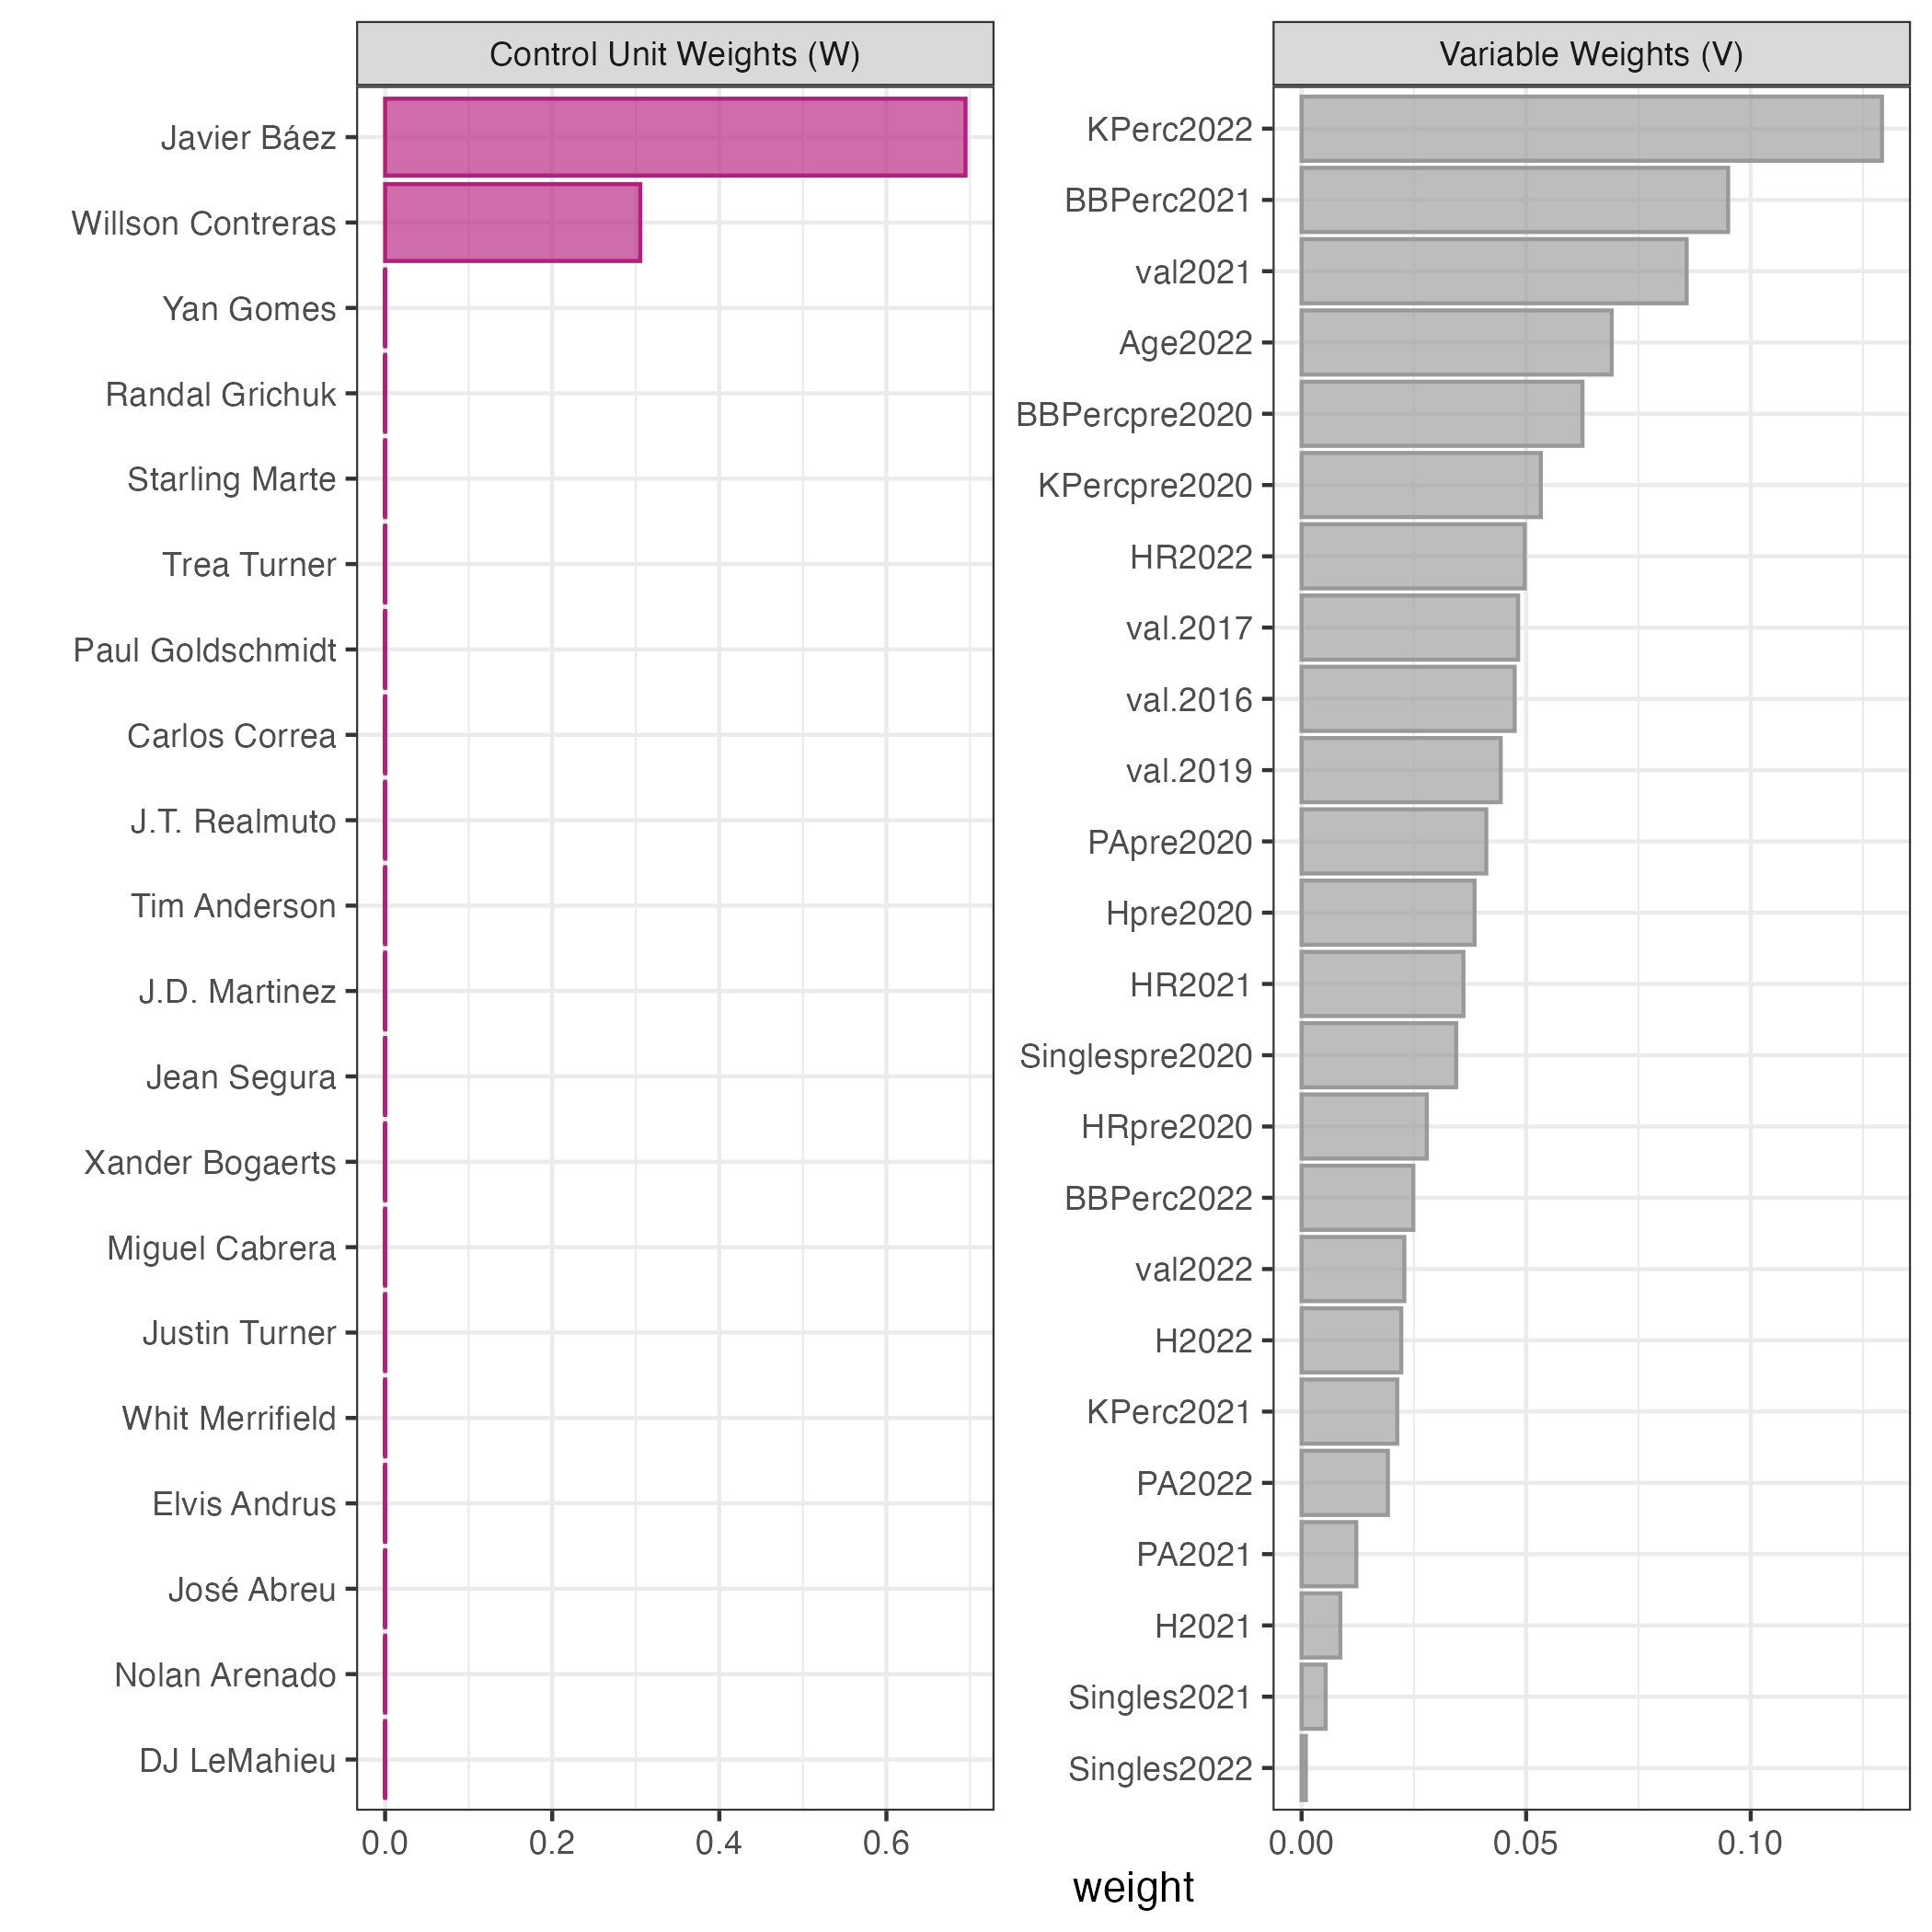 Control Unit Weights (W)
Javier Báez
Willson Contreras
Yan Gomes
Randal Grichuk
Starling Marte
Trea Turner
Paul Goldschmidt
Carlos Correa
J.T. Realmuto
Tim Anderson
J.D. Martinez
Jean Segura
Xander Bogaerts
Miguel Cabrera
Justin Turner
Whit Merrifield
Elvis Andrus
José Abreu
Nolan Arenado
DJ LeMahieu
0.0 0.2 0.4 0.6
Variable Weights (V)
KPerc2022
BBPerc2021
val2021
Age2022
BBPercpre2020
KPercpre2020
HR2022
val.2017
val.2016
val.2019
PApre2020
Hpre2020
HR2021
Singlespre2020
HRpre2020
BBPerc2022
val2022
H2022
KPerc2021
PA2022
PA2021
H2021
Singles2021
Singles2022
0.00 0.05 0.10
weight